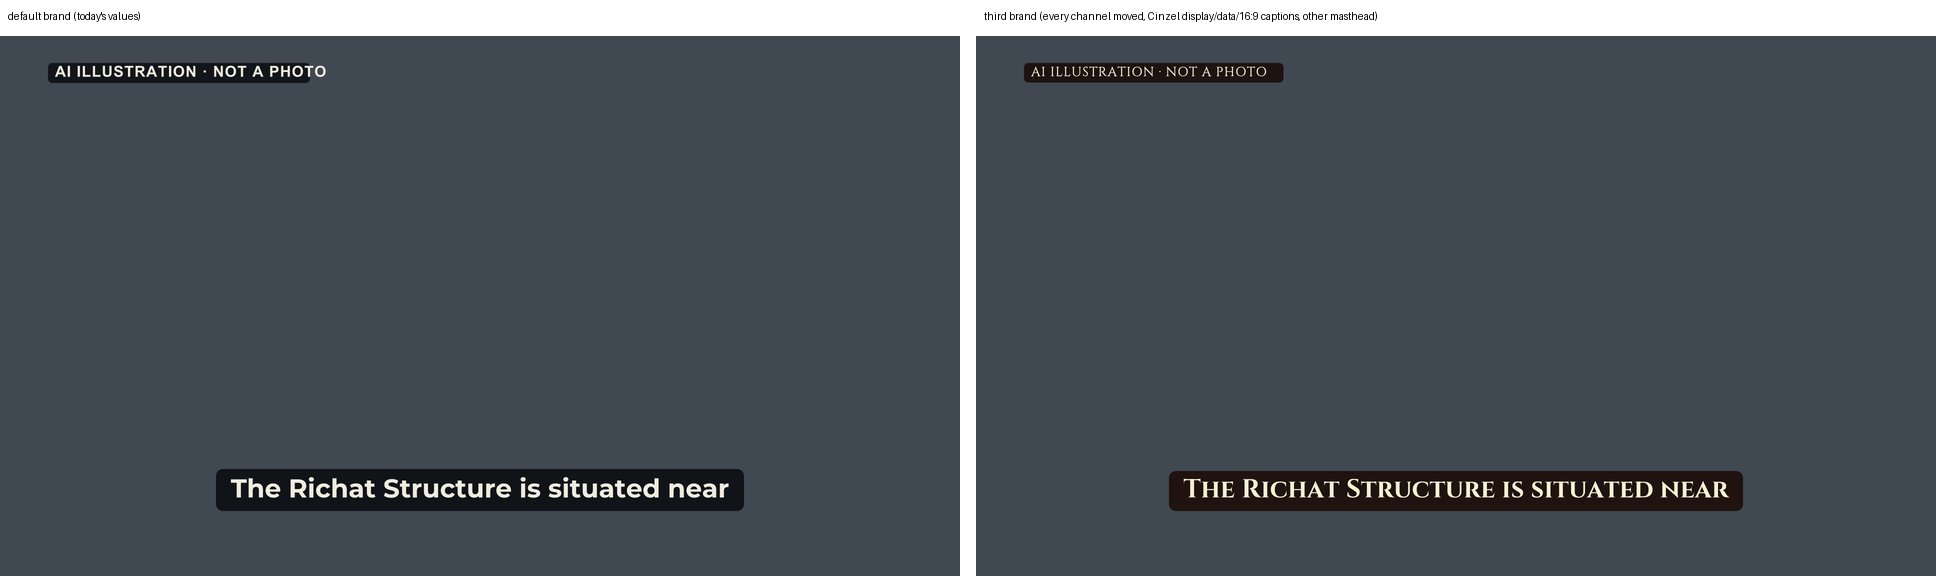 default brand (today's values)
third brand (every channel moved, Cinzel display/data/16:9 captions, other masthead)
AI ILLUSTRATION · NOT A PHOTO
AI ILLUSTRATION · NOT A PHOTO
The Richat Structure is situated near
The Richat Structure is situated near